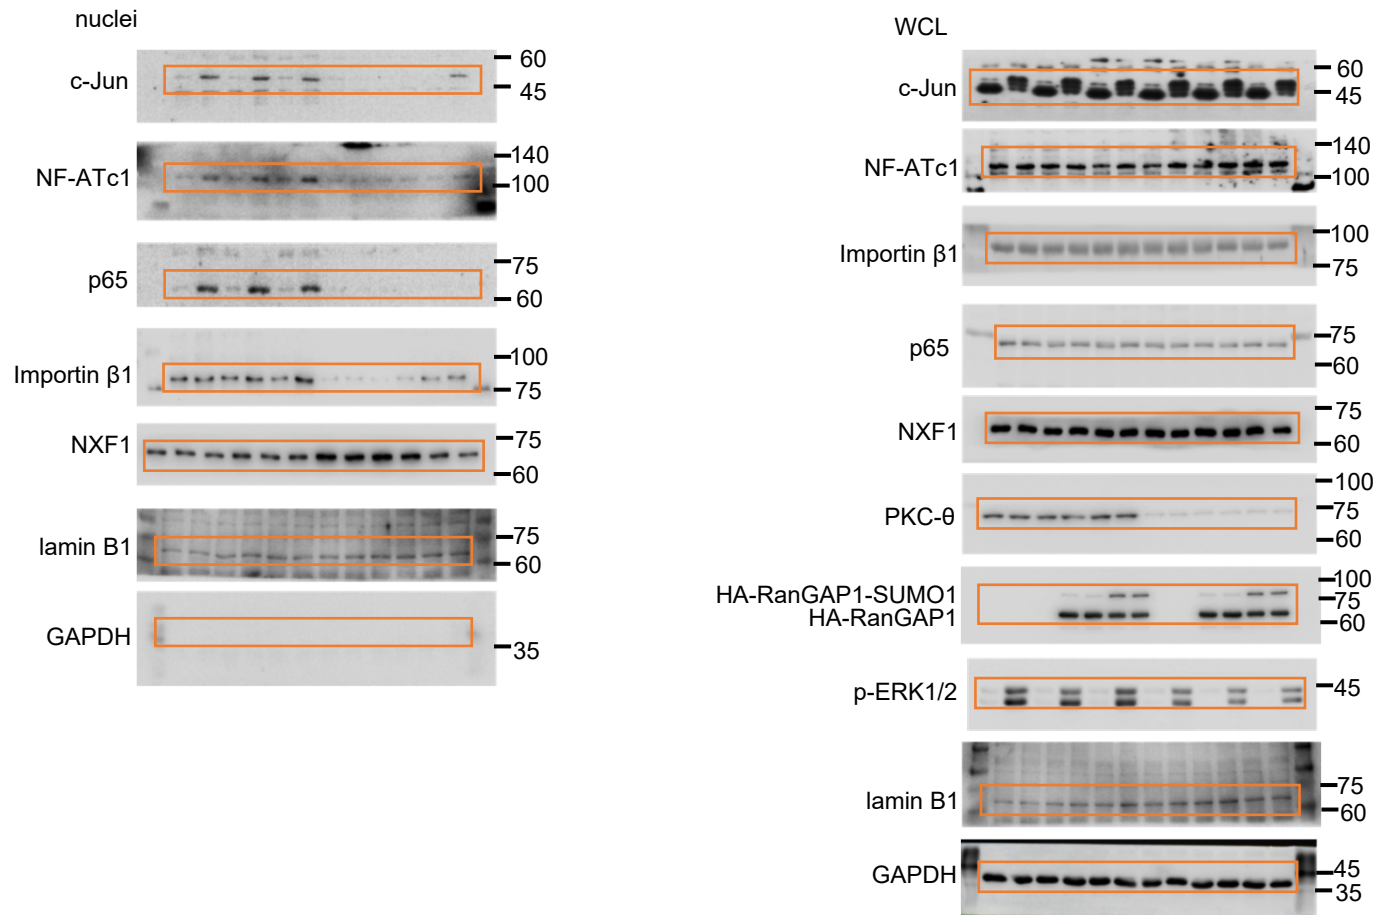 nuclei
c-Jun
60
45
NF-ATc1
140
100
p65
75
60
Importin β1
100
75
NXF1
75
60
lamin B1
75
60
GAPDH
35
WCL
c-Jun
60
45
NF-ATc1
140
100
Importin β1
100
75
p65
75
60
NXF1
75
60
PKC-θ
100
75
60
HA-RanGAP1-SUMO1
HA-RanGAP1
100
75
60
p-ERK1/2
45
lamin B1
75
60
GAPDH
45
35